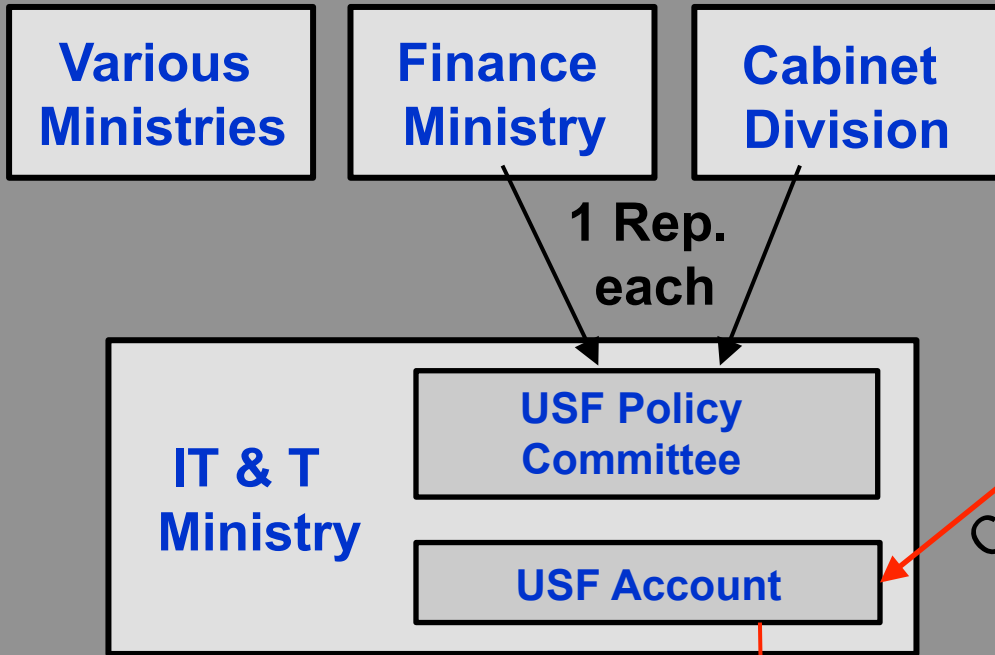 Various
Ministries
Finance
Ministry
Cabinet
Division
1 Rep.
each
USF Policy
Committee
IT & T
Ministry
USF Account